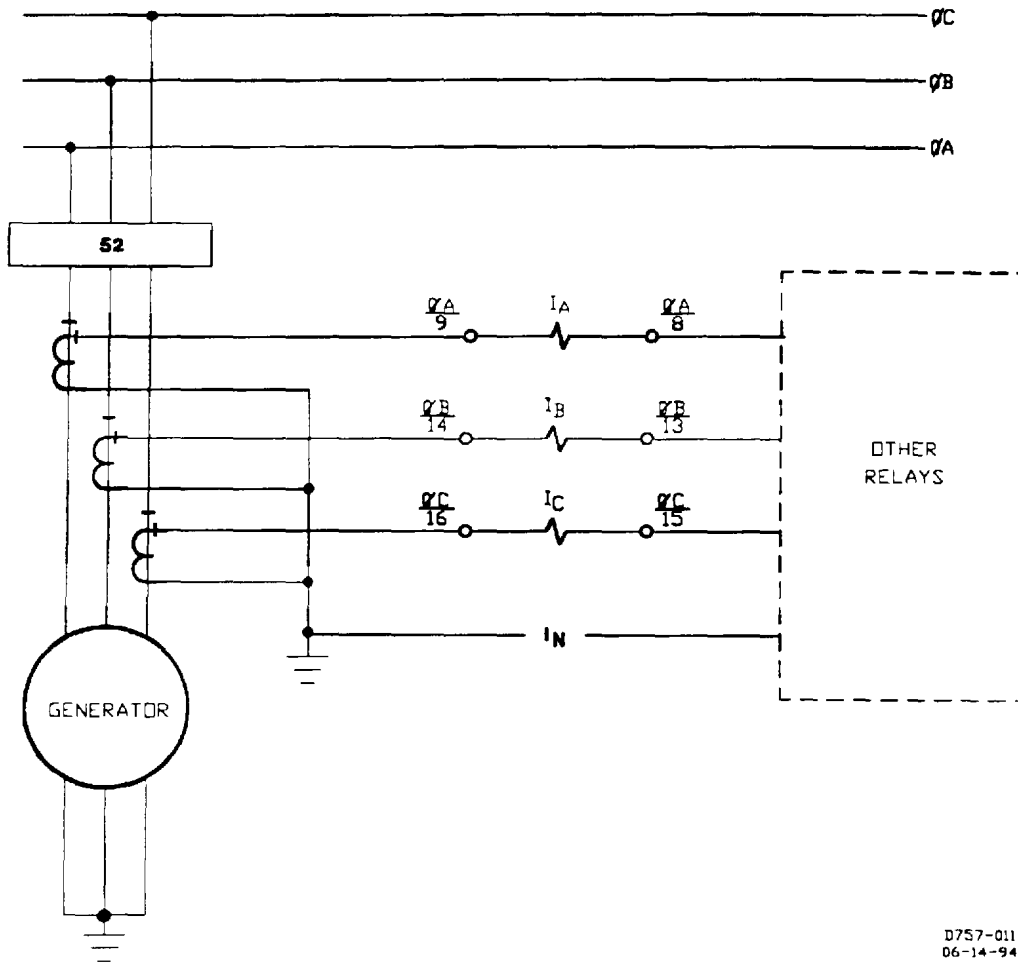 ØC
ØB
ØA
52
ØA
9
IA
ØA
8
ØB
14
IB
ØB
13
OTHER
RELAYS
ØC
16
IC
ØC
15
IN
GENERATOR
D757-011
06-14-94